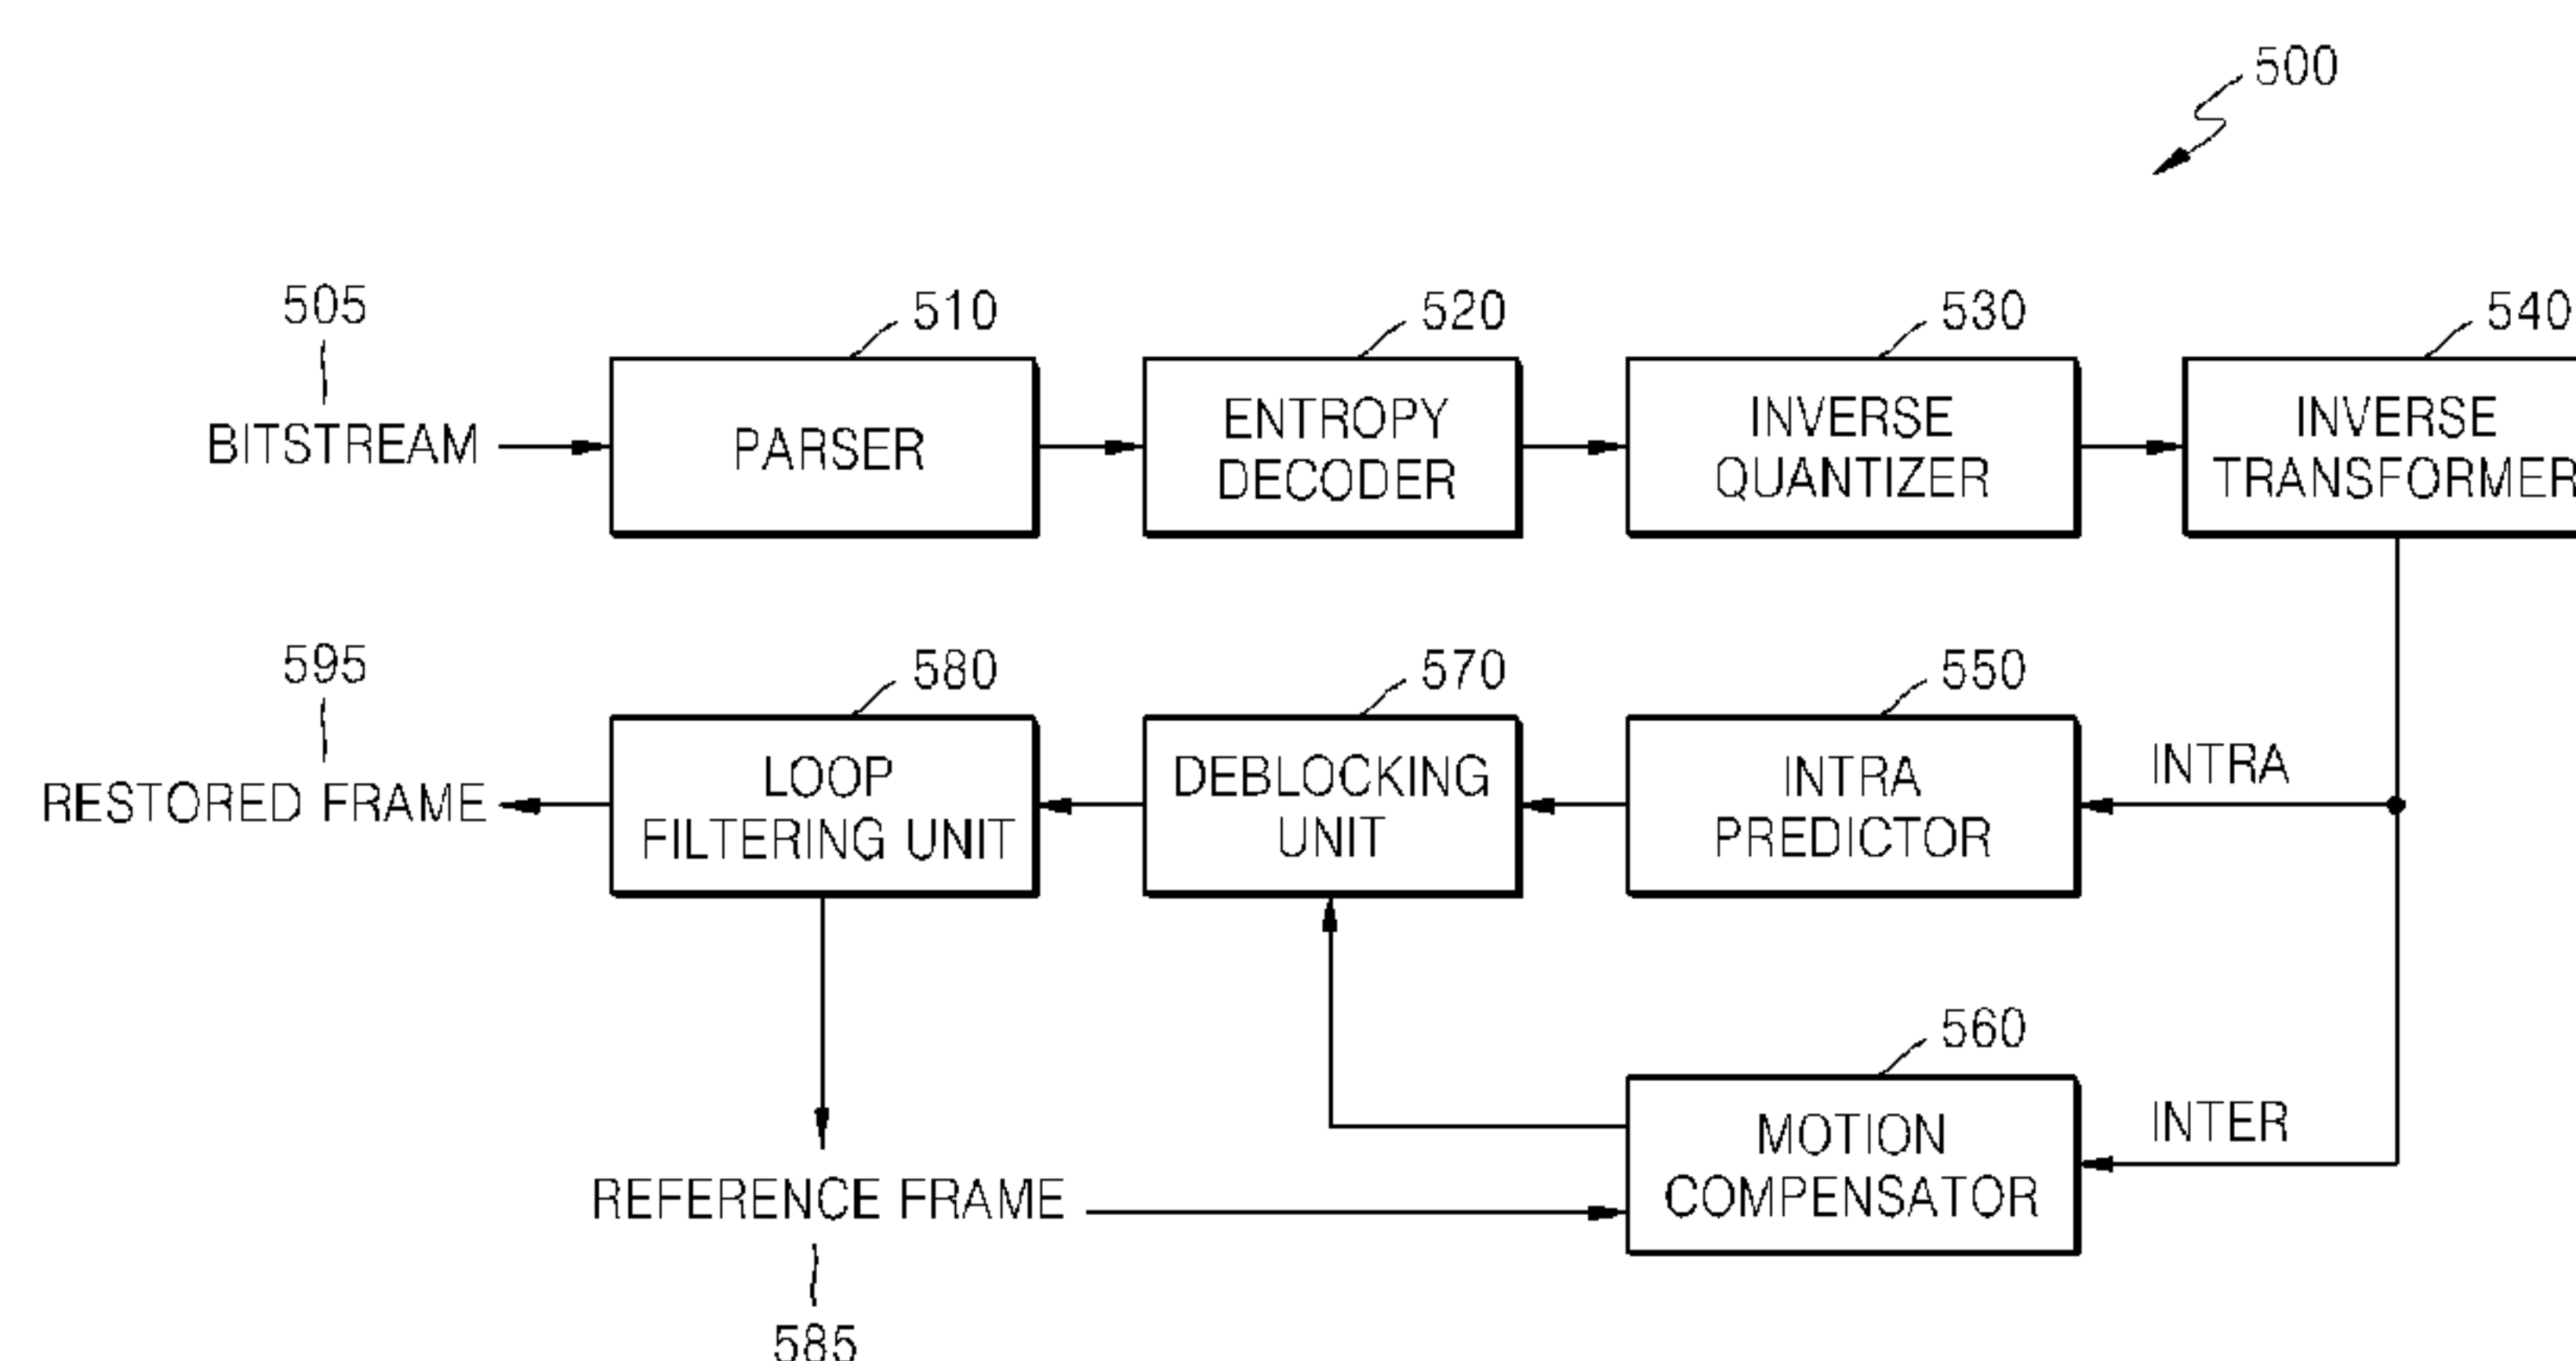 500
505
510
520
530
540
BITSTREAM
PARSER
ENTROPY
DECODER
INVERSE
QUANTIZER
INVERSE
TRANSFORMER
595
580
570
550
RESTORED FRAME
LOOP
FILTERING UNIT
DEBLOCKING
UNIT
INTRA
PREDICTOR
INTRA
560
MOTION
COMPENSATOR
INTER
REFERENCE FRAME
585